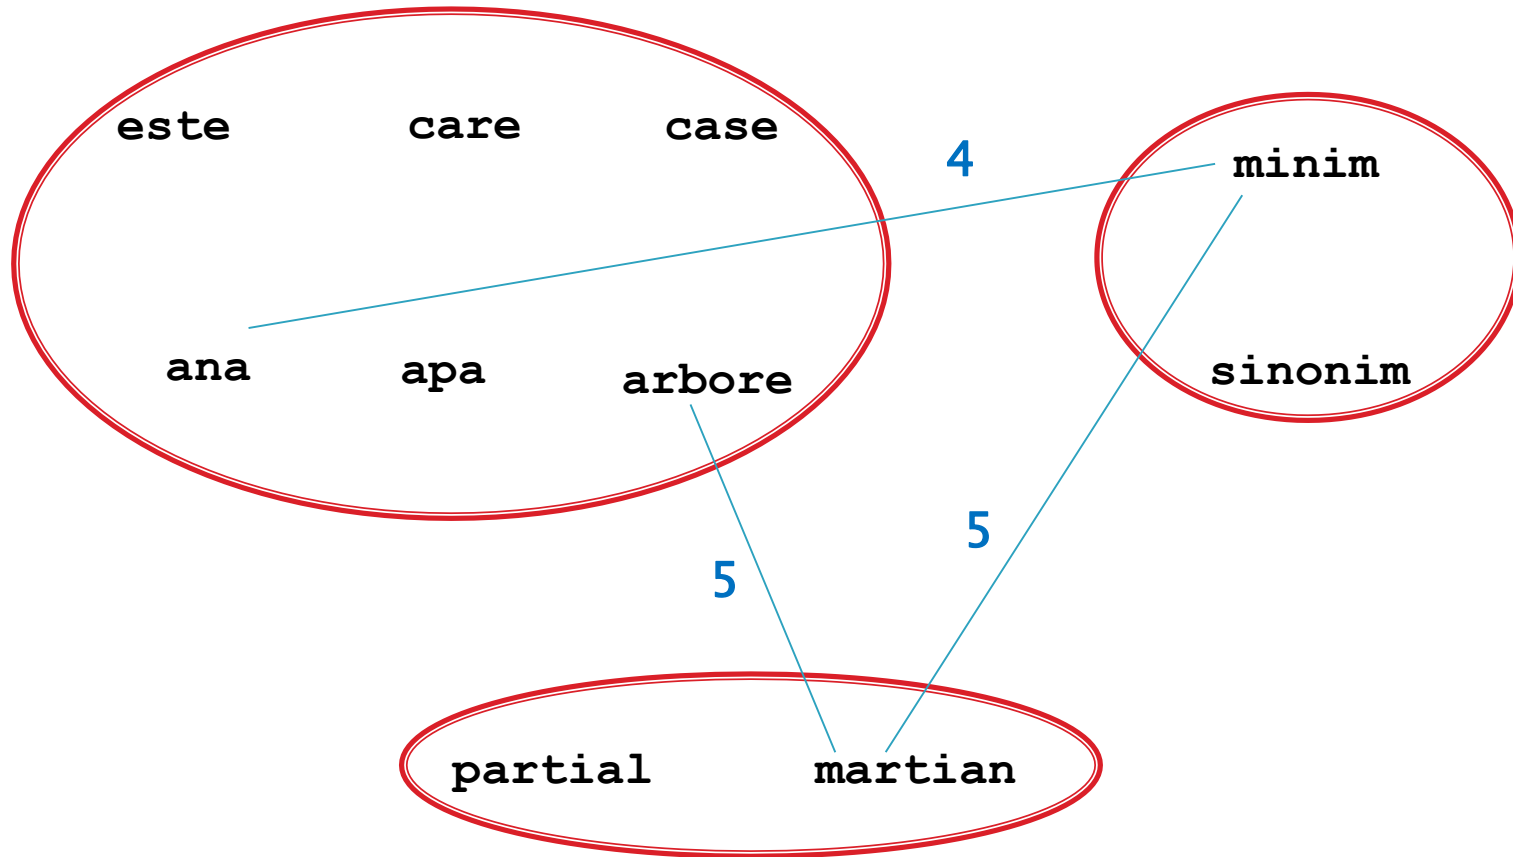 este care case
4
minim
ana apa arbore
sinonim
5
5
partial martian